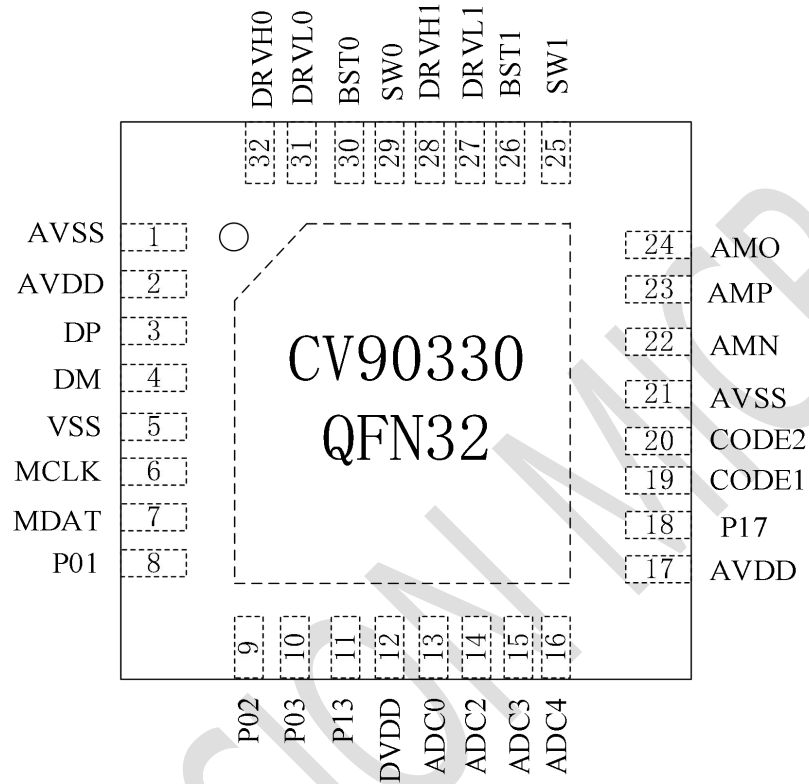 DRVH0 DRVL0 BST0 SW0 DRVH1 DRVL1 BST1 SW1
32 31 30 29 28 27 26 25
AVSS 1
AVDD 2
DP 3
DM 4
VSS 5
MCLK 6
MDAT 7
P01 8
CV90330
QFN32
24 AMO
23 AMP
22 AMN
21 AVSS
20 CODE2
19 CODE1
18 P17
17 AVDD
9 10 11 12 13 14 15 16
P02 P03 P13 DVDD ADC0 ADC2 ADC3 ADC4